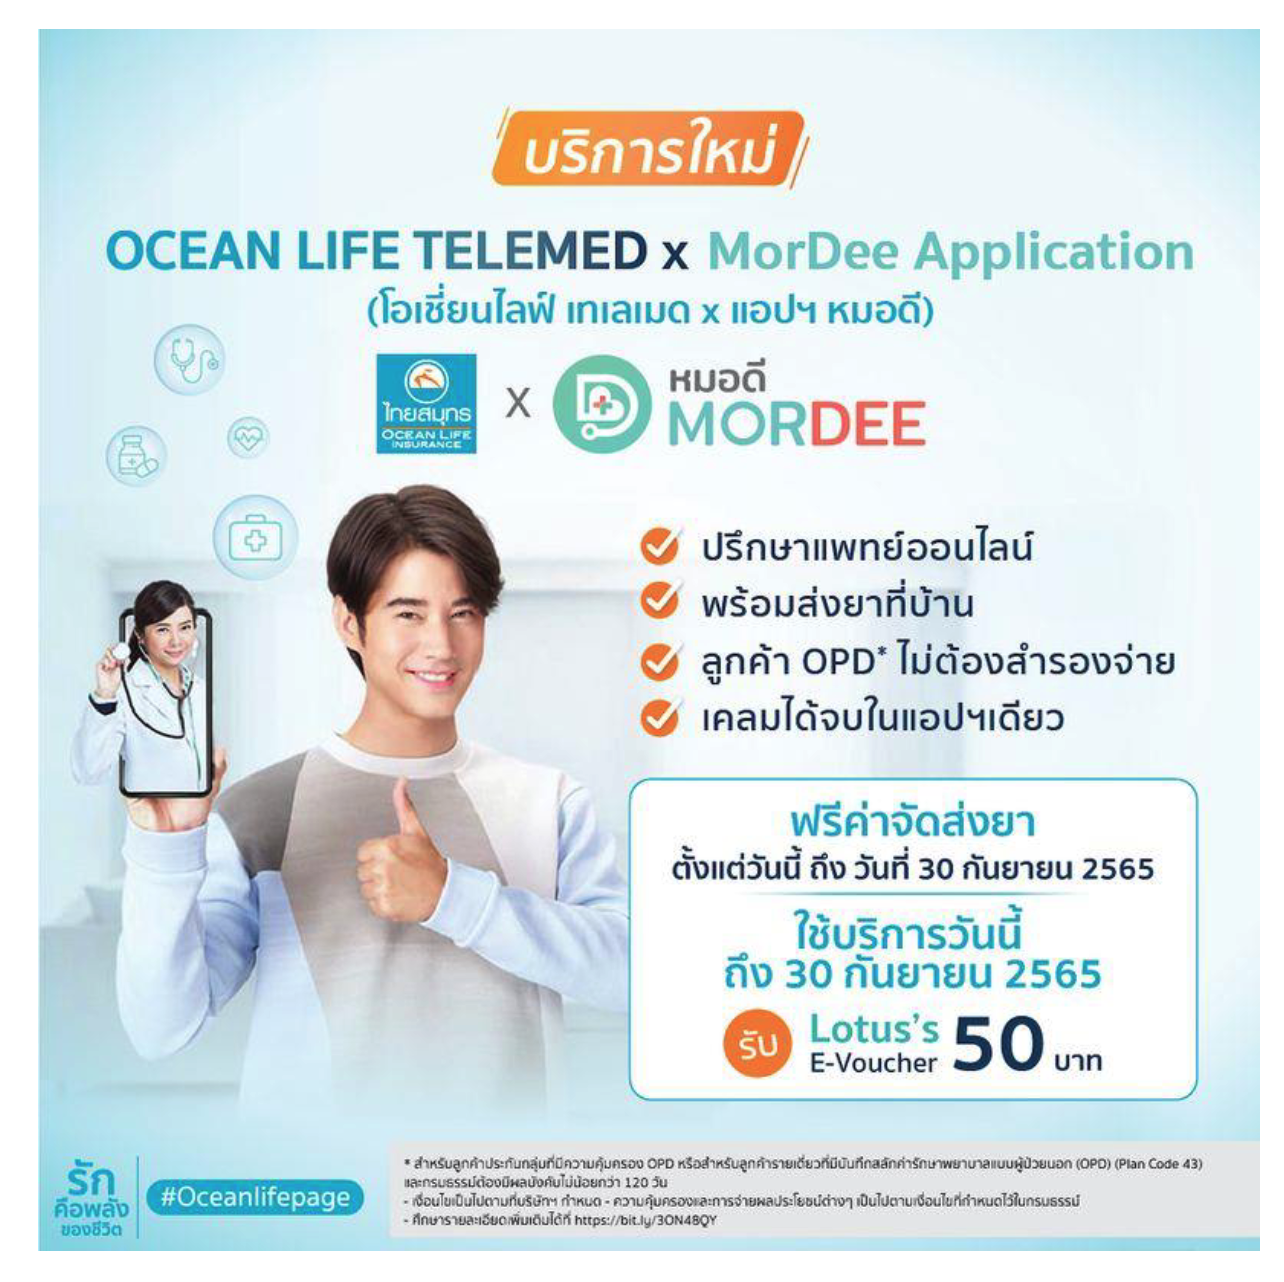 บริการใหม่
OCEAN LIFE TELEMED x MorDee Application
(โอเชี่ยนไลฟ์ เทเลเมด x แอปฯ หมอดี)
ไทยสมุทร
OCEAN LIFE
INSURANCE
X
หมอดี
MORDEE
ปรึกษาแพทย์ออนไลน์
พร้อมส่งยาที่บ้าน
ลูกค้า OPD* ไม่ต้องสำรองจ่าย
เคลมได้จบในแอปฯเดียว
ฟรีค่าจัดส่งยา
ตั้งแต่วันนี้ ถึง วันที่ 30 กันยายน 2565
ใช้บริการวันนี้
ถึง 30 กันยายน 2565
รับ Lotus's E-Voucher 50 บาท
รัก
คือพลัง
ของชีวิต
#Oceanlifepage
* สำหรับลูกค้าประกันกลุ่มที่มีความคุ้มครอง OPD หรือสำหรับลูกค้ารายเดี่ยวที่มีบันทึกสลักค่ารักษาพยาบาลแบบผู้ป่วยนอก (OPD) (Plan Code 43)
และกรมธรรม์ต้องมีผลบังคับไม่น้อยกว่า 120 วัน
- เงื่อนไขเป็นไปตามที่บริษัทฯ กำหนด - ความคุ้มครองและการจ่ายผลประโยชน์ต่างๆ เป็นไปตามเงื่อนไขที่กำหนดไว้ในกรมธรรม์
- ศึกษารายละเอียดเพิ่มเติมได้ที่ https://bit.ly/3ON48QY